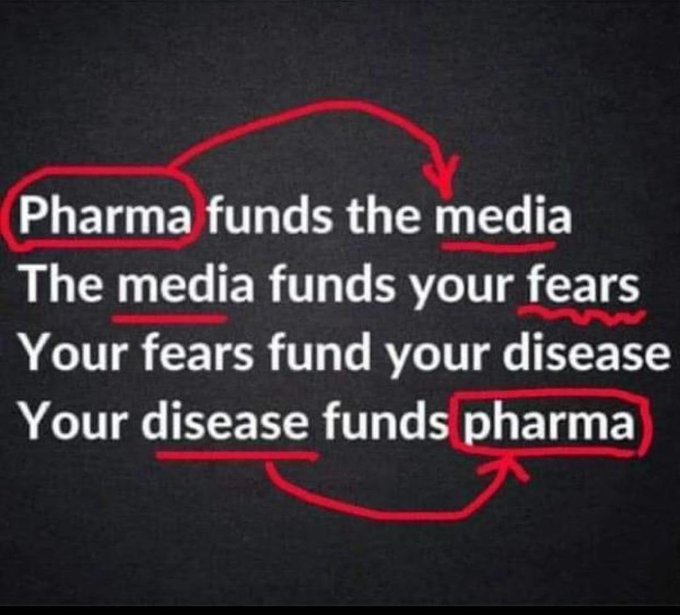 Pharma funds the media
The media funds your fears
Your fears fund your disease
Your disease funds pharma